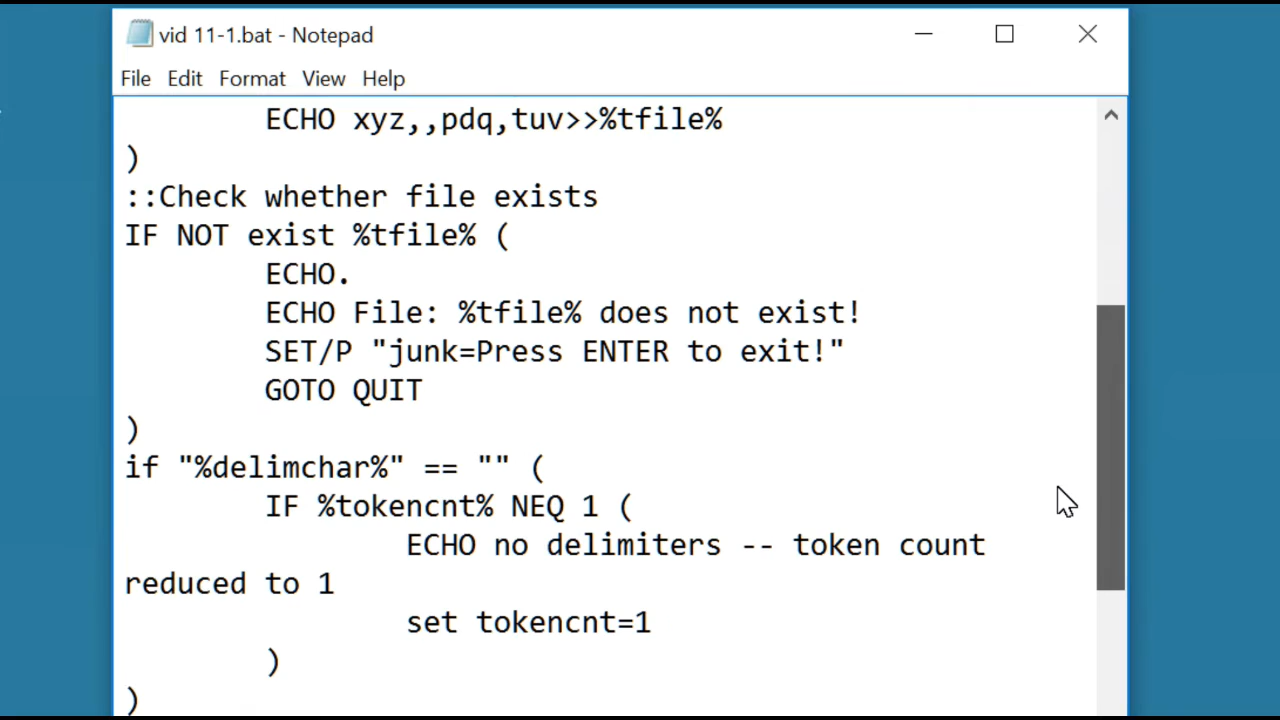 vid 11-1.bat - Notepad
File Edit Format View Help
ECHO xyz,,pdq,tuv>>%tfile%
)
::Check whether file exists
IF NOT exist %tfile% (
ECHO.
ECHO File: %tfile% does not exist!
SET/P "junk=Press ENTER to exit!"
GOTO QUIT
)
if "%delimchar%" == "" (
IF %tokencnt% NEQ 1 (
ECHO no delimiters -- token count
reduced to 1
set tokencnt=1
)
)